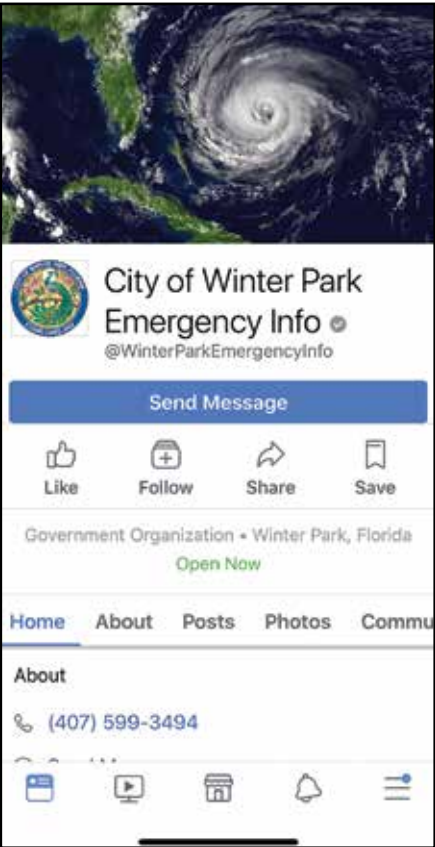 City of Winter Park
Emergency Info
@WinterParkEmergencyInfo
Send Message
Like Follow Share Save
Government Organization • Winter Park, Florida
Open Now
Home About Posts Photos Commu
About
(407) 599-3494